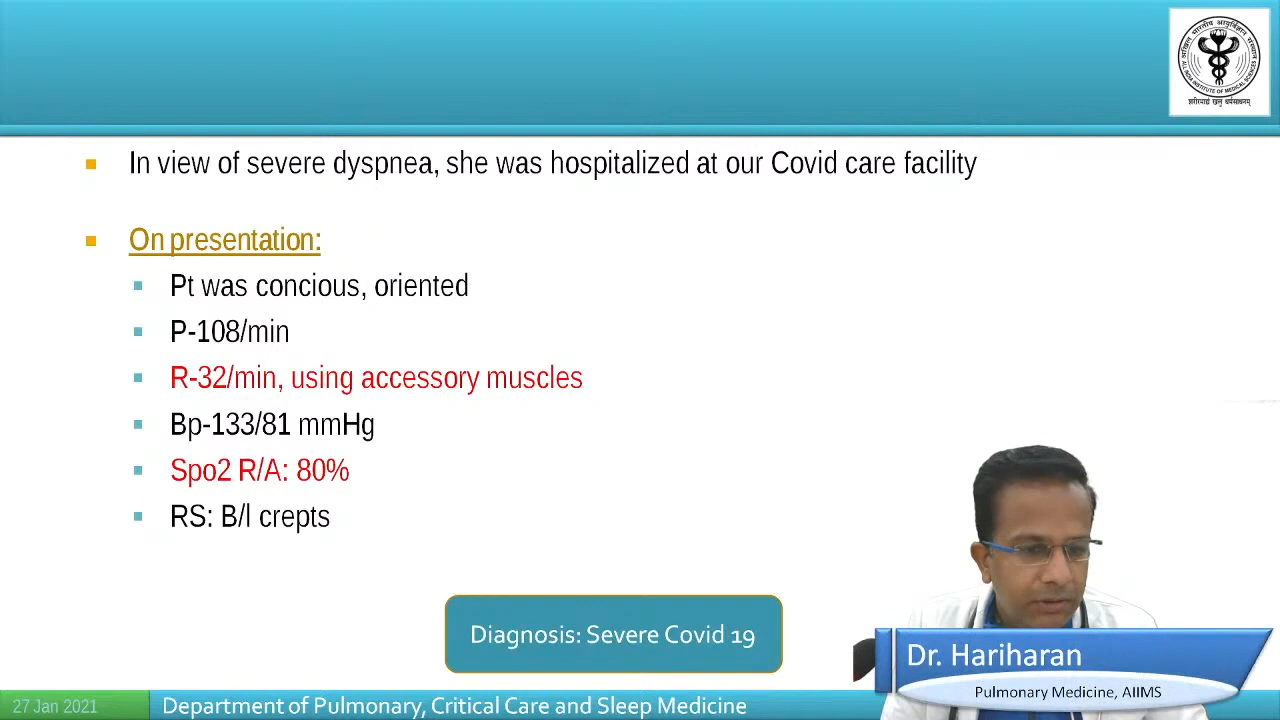 In view of severe dyspnea, she was hospitalized at our Covid care facility
On presentation:
Pt was concious, oriented
P-108/min
R-32/min, using accessory muscles
Bp-133/81 mmHg
Spo2 R/A: 80%
RS: B/l crepts
Diagnosis: Severe Covid 19
Dr. Hariharan
Pulmonary Medicine, AIIMS
27 Jan 2021
Department of Pulmonary, Critical Care and Sleep Medicine